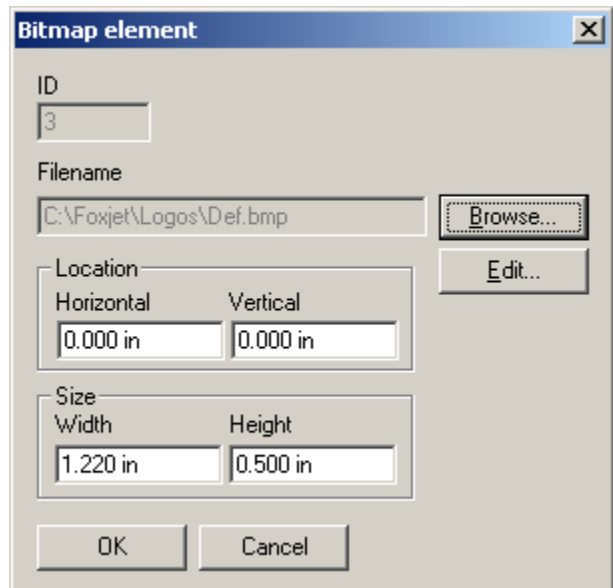 Bitmap element
ID
3
Filename
C:\Foxjet\Logos\Def.bmp
Browse...
Edit...
Location
Horizontal Vertical
0.000 in 0.000 in
Size
Width Height
1.220 in 0.500 in
OK Cancel